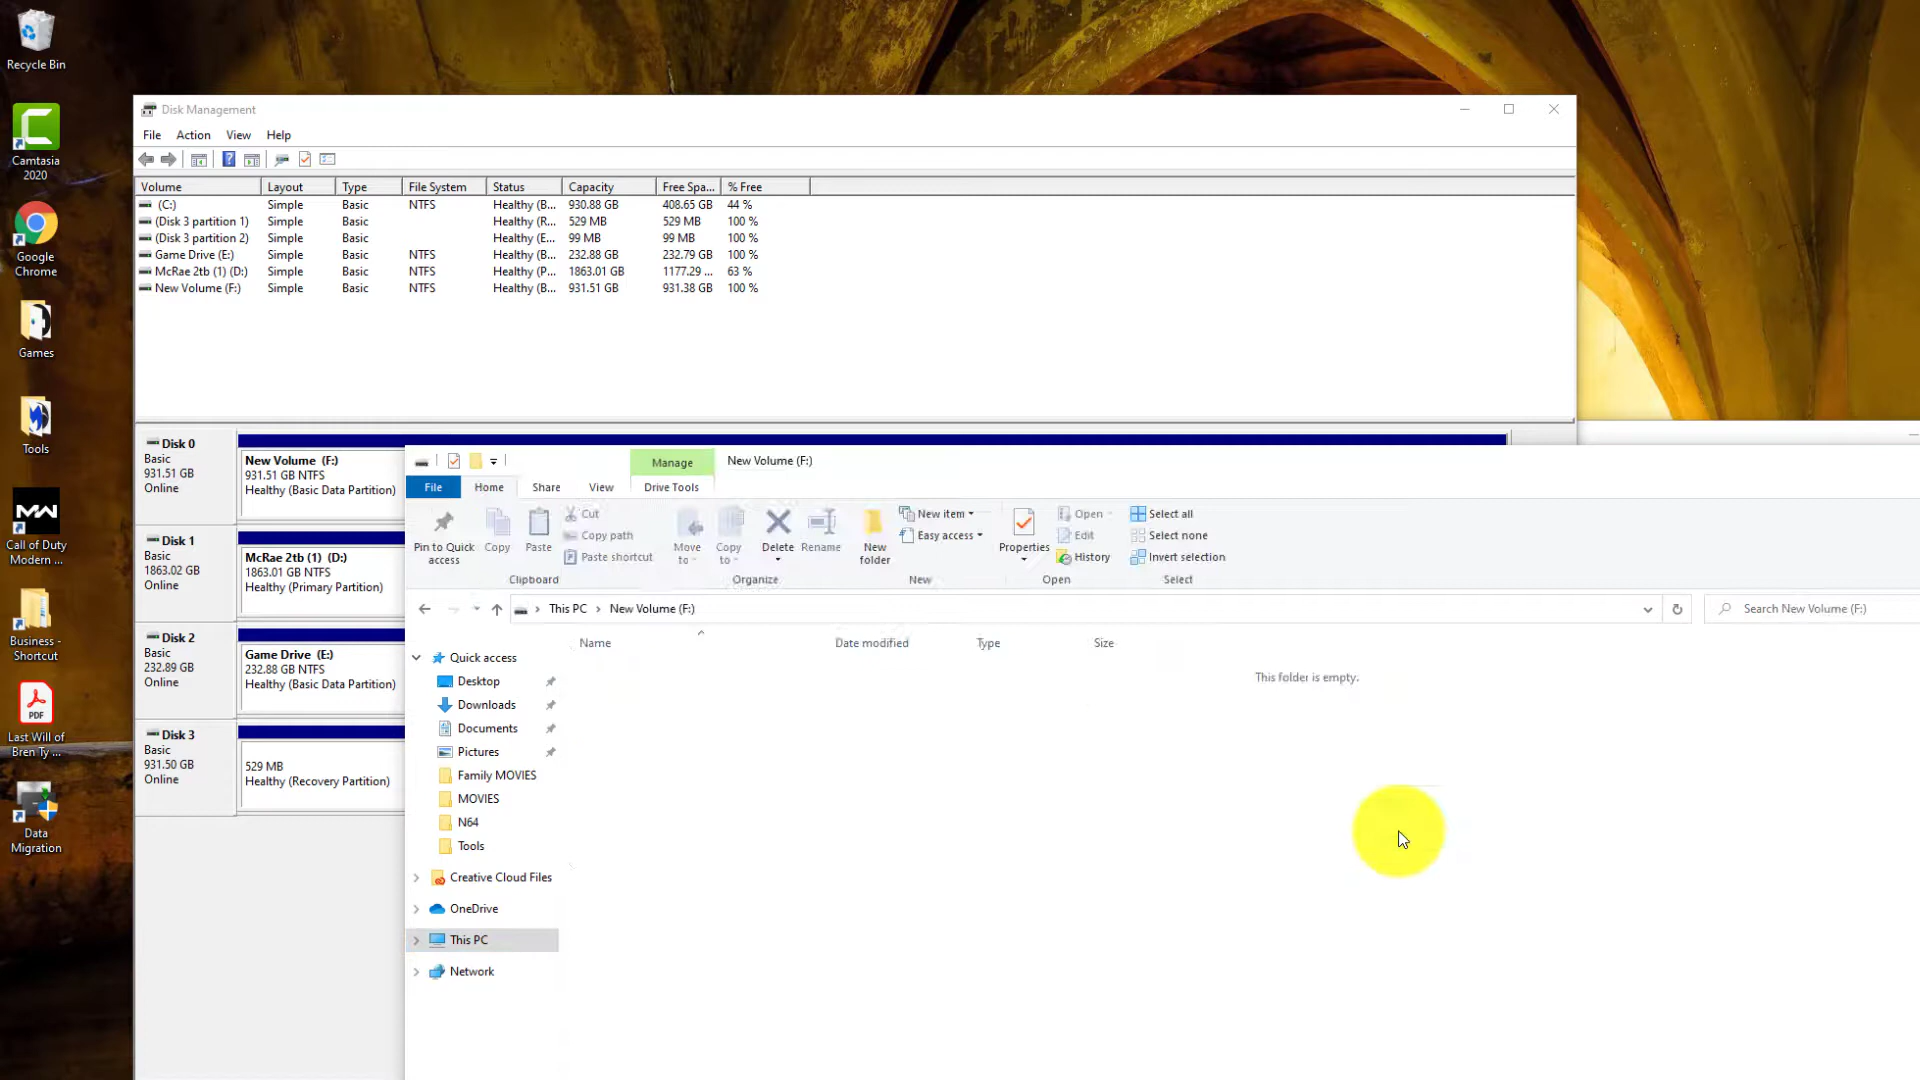 Recycle Bin
Camtasia
2020
Google
Chrome
Games
Tools
MW
Call of Duty
Modern ...
Business -
Shortcut
PDF
Last Will of
Bren Ty ...
Data
Migration
Disk Management
File Action View Help
Volume Layout Type File System Status Capacity Free Spa... % Free
(C:) Simple Basic NTFS Healthy (B... 930.88 GB 408.65 GB 44 %
(Disk 3 partition 1) Simple Basic Healthy (R... 529 MB 529 MB 100 %
(Disk 3 partition 2) Simple Basic Healthy (E... 99 MB 99 MB 100 %
Game Drive (E:) Simple Basic NTFS Healthy (B... 232.88 GB 232.79 GB 100 %
McRae 2tb (1) (D:) Simple Basic NTFS Healthy (P... 1863.01 GB 1177.29 ... 63 %
New Volume (F:) Simple Basic NTFS Healthy (B... 931.51 GB 931.38 GB 100 %
Disk 0
Basic
931.51 GB
Online
New Volume (F:)
931.51 GB NTFS
Healthy (Basic Data Partition)
Disk 1
Basic
1863.02 GB
Online
McRae 2tb (1) (D:)
1863.01 GB NTFS
Healthy (Primary Partition)
Disk 2
Basic
232.89 GB
Online
Game Drive (E:)
232.88 GB NTFS
Healthy (Basic Data Partition)
Disk 3
Basic
931.50 GB
Online
529 MB
Healthy (Recovery Partition)
Manage New Volume (F:)
File Home Share View Drive Tools
Pin to Quick
access
Copy
Paste
Cut
Copy path
Paste shortcut
Clipboard
Move
to
Copy
to
Delete
Rename
Organize
New
folder
New item
Easy access
New
Properties
Open
Edit
History
Open
Select all
Select none
Invert selection
Select
This PC > New Volume (F:)
Search New Volume (F:)
Name Date modified Type Size
This folder is empty.
Quick access
Desktop
Downloads
Documents
Pictures
Family MOVIES
MOVIES
N64
Tools
Creative Cloud Files
OneDrive
This PC
Network